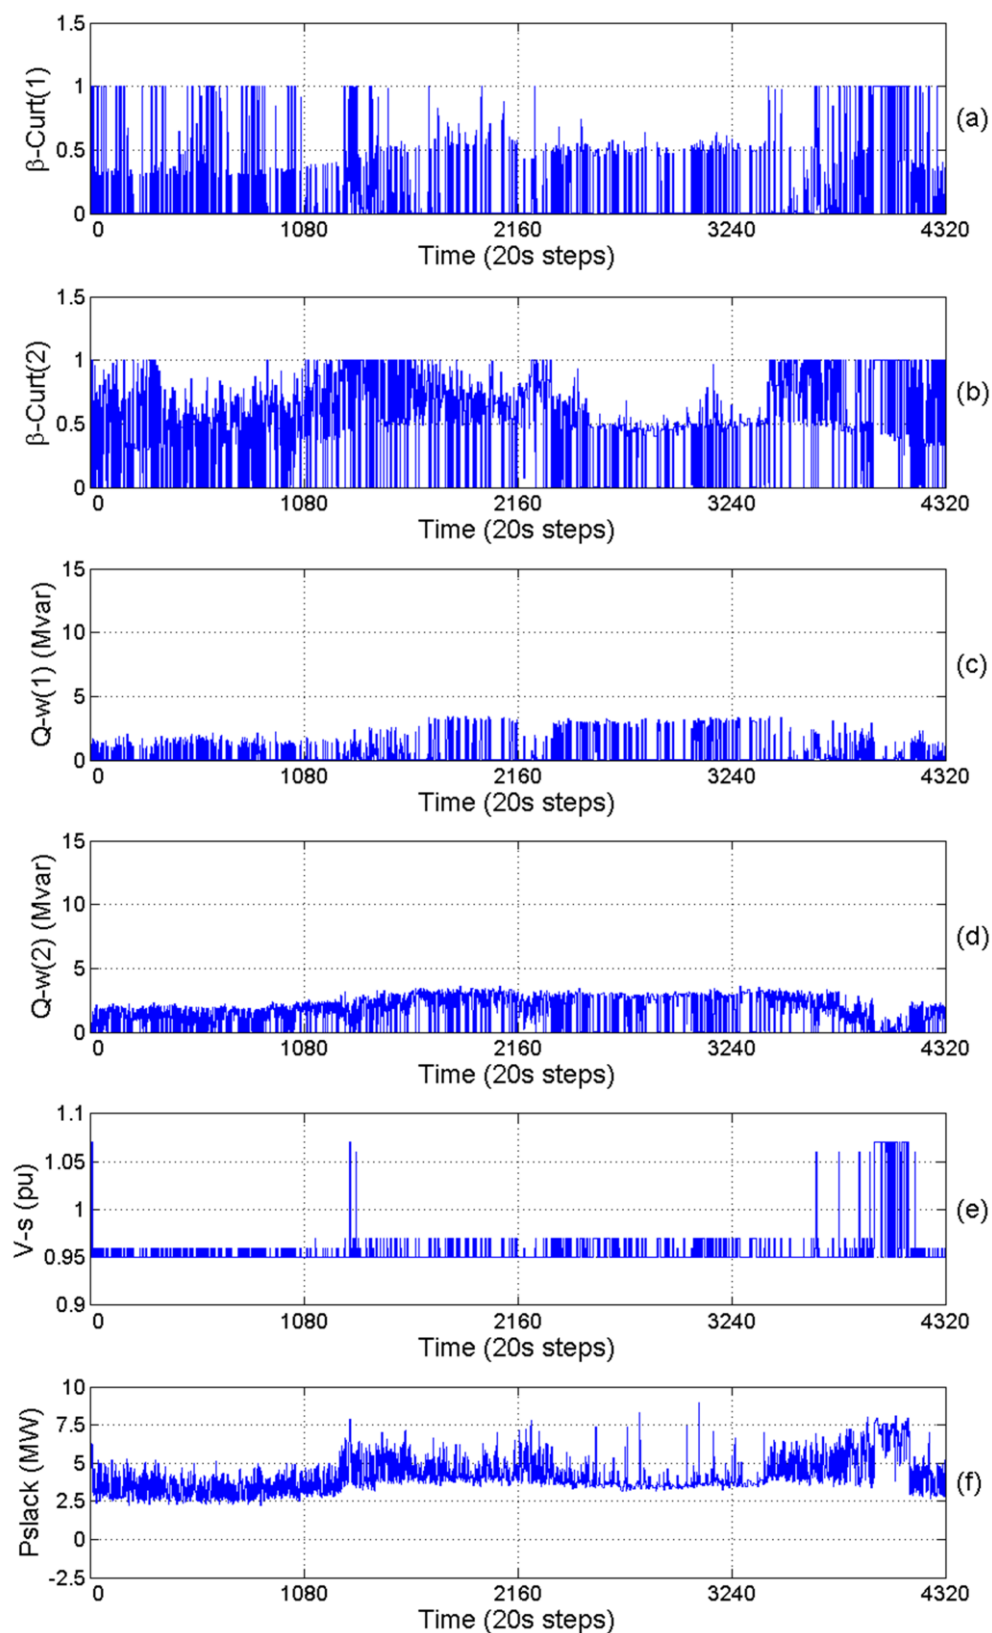 1.5
1
0.5
0
β-Curt(1)
0 1080 2160 3240 4320
Time (20s steps)
(a)
1.5
1
0.5
0
β-Curt(2)
0 1080 2160 3240 4320
Time (20s steps)
(b)
15
10
5
0
Q-w(1) (Mvar)
0 1080 2160 3240 4320
Time (20s steps)
(c)
15
10
5
0
Q-w(2) (Mvar)
0 1080 2160 3240 4320
Time (20s steps)
(d)
1.1
1.05
1
0.95
0.9
V-s (pu)
0 1080 2160 3240 4320
Time (20s steps)
(e)
10
7.5
5
2.5
0
-2.5
Pslack (MW)
0 1080 2160 3240 4320
Time (20s steps)
(f)